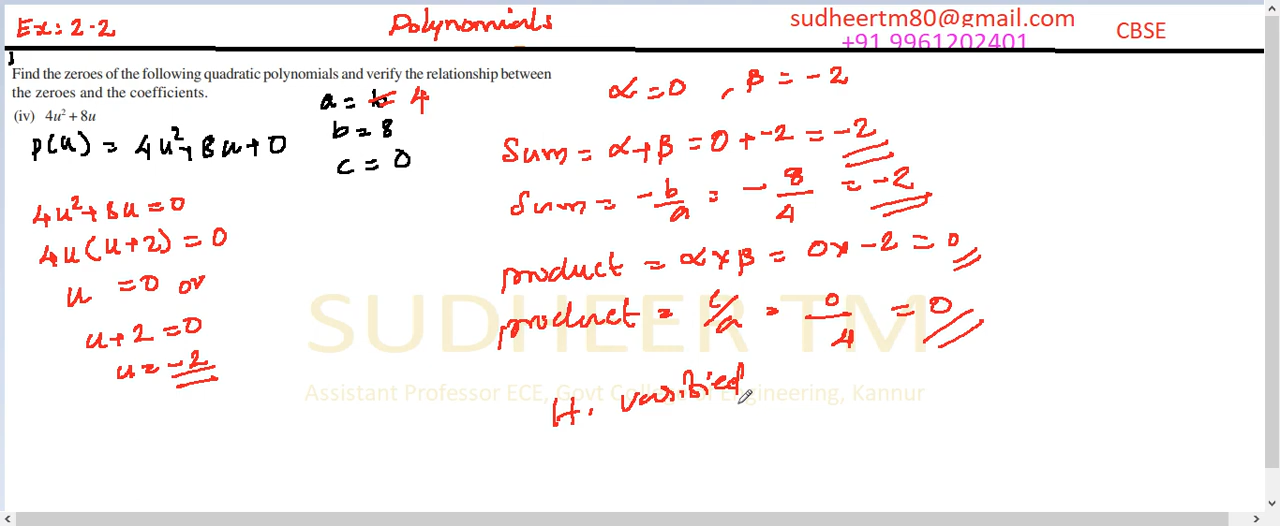 Ex: 2.2
Polynomials
sudheertm80@gmail.com
+91 9961202401
CBSE
1
Find the zeroes of the following quadratic polynomials and verify the relationship between
the zeroes and the coefficients.
(iv) 4u² + 8u
p(u) = 4u² + 8u + 0
a = 4
b = 8
c = 0
4u² + 8u = 0
4u(u+2) = 0
u = 0 or
u + 2 = 0
u = -2
α = 0 , β = -2
Sum = α + β = 0 + -2 = -2
Sum = -b/a = - 8/4 = -2
product = α × β = 0 × -2 = 0
product = c/a = 0/4 = 0
H. verified
SUDHEER TM
Assistant Professor ECE, Govt College of Engineering, Kannur